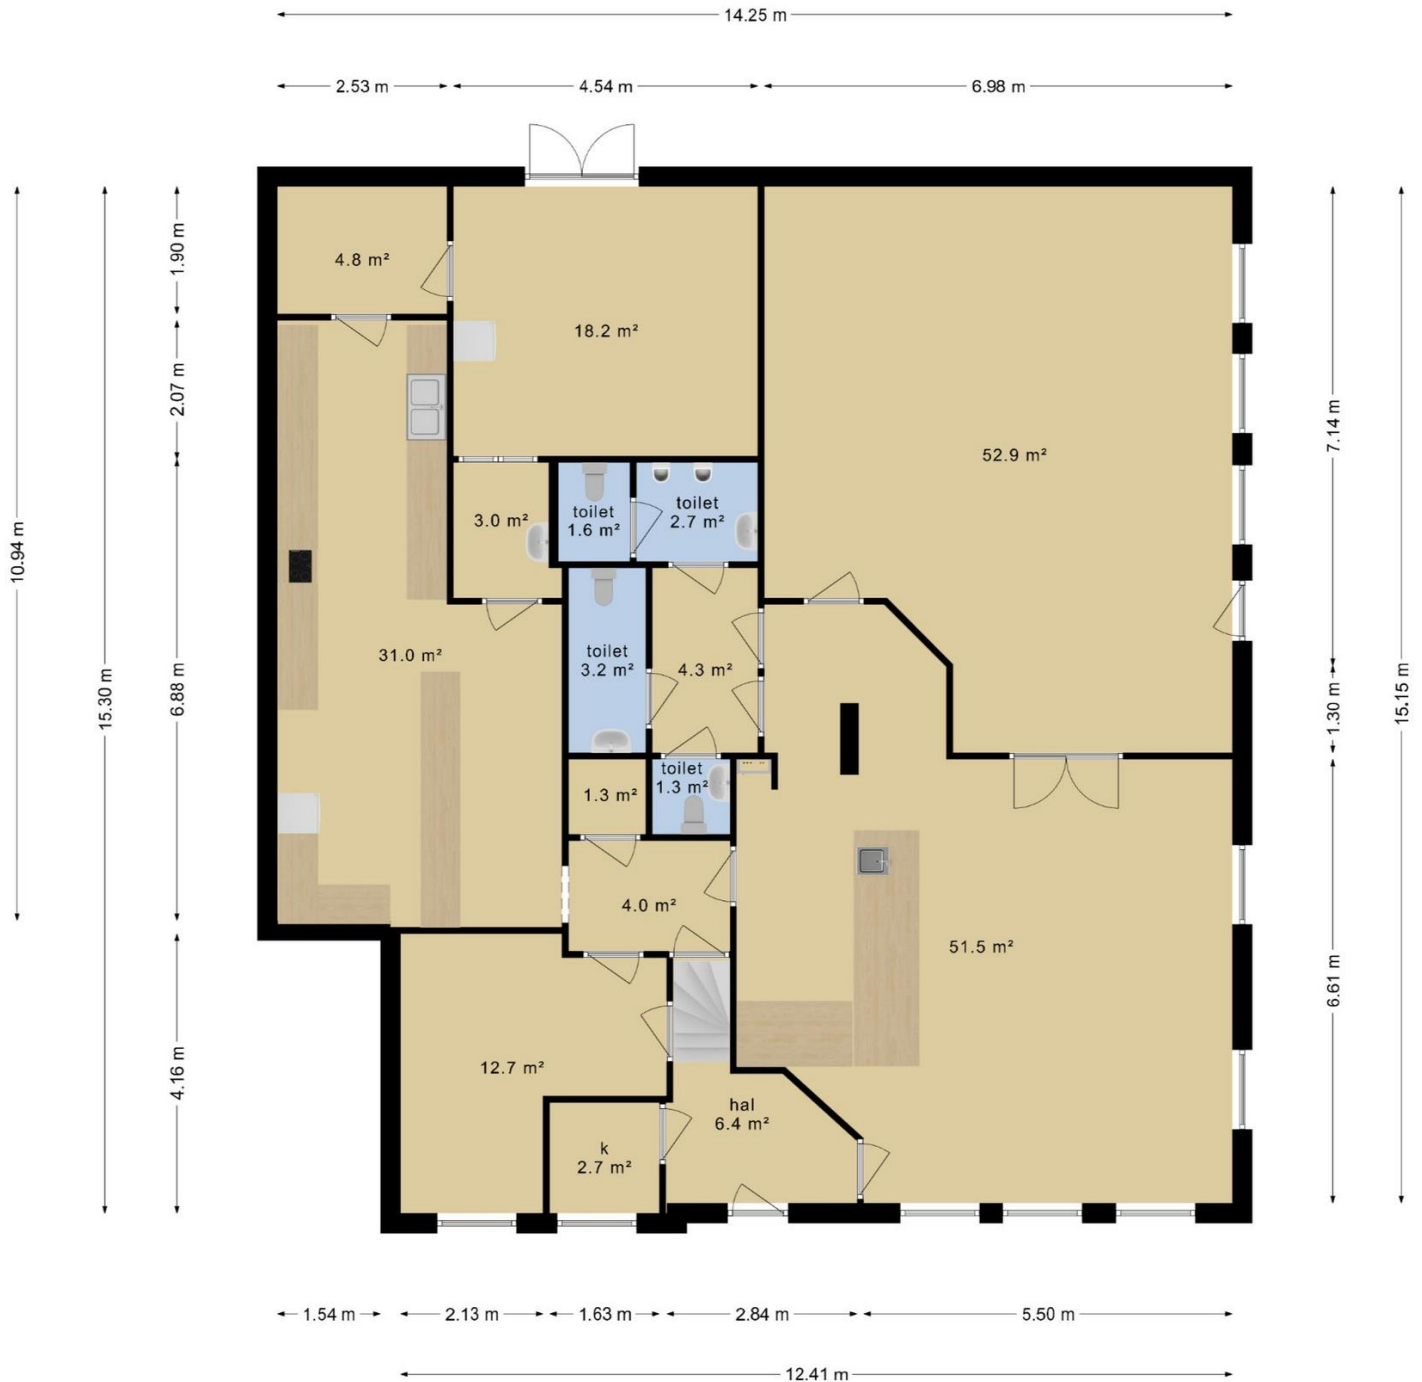 14.25 m
2.53 m
4.54 m
6.98 m
1.90 m
2.07 m
6.88 m
4.16 m
10.94 m
15.30 m
7.14 m
1.30 m
6.61 m
15.15 m
4.8 m²
18.2 m²
52.9 m²
3.0 m²
toilet
1.6 m²
toilet
2.7 m²
31.0 m²
toilet
3.2 m²
4.3 m²
toilet
1.3 m²
1.3 m²
4.0 m²
51.5 m²
12.7 m²
hal
6.4 m²
k
2.7 m²
1.54 m
2.13 m
1.63 m
2.84 m
5.50 m
12.41 m